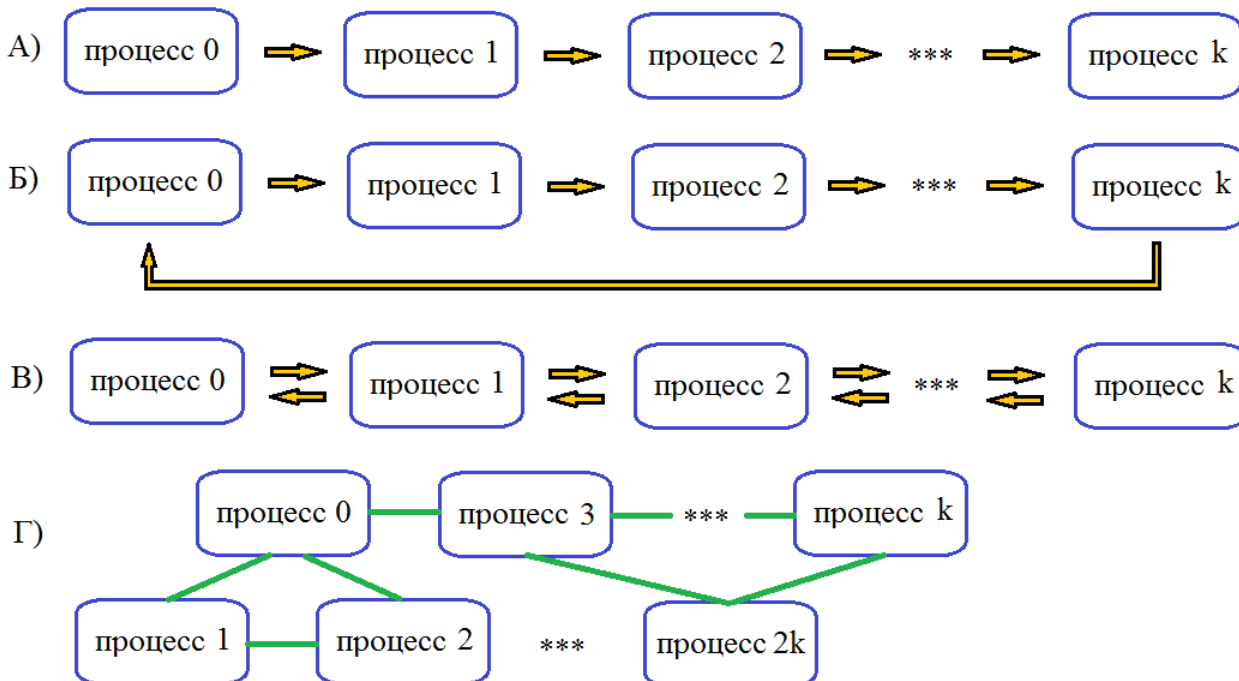 А) процесс 0 процесс 1 процесс 2 *** процесс k
Б) процесс 0 процесс 1 процесс 2 *** процесс k
В) процесс 0 процесс 1 процесс 2 *** процесс k
Г) процесс 0 процесс 3 *** процесс k
процесс 1 процесс 2 *** процесс 2k